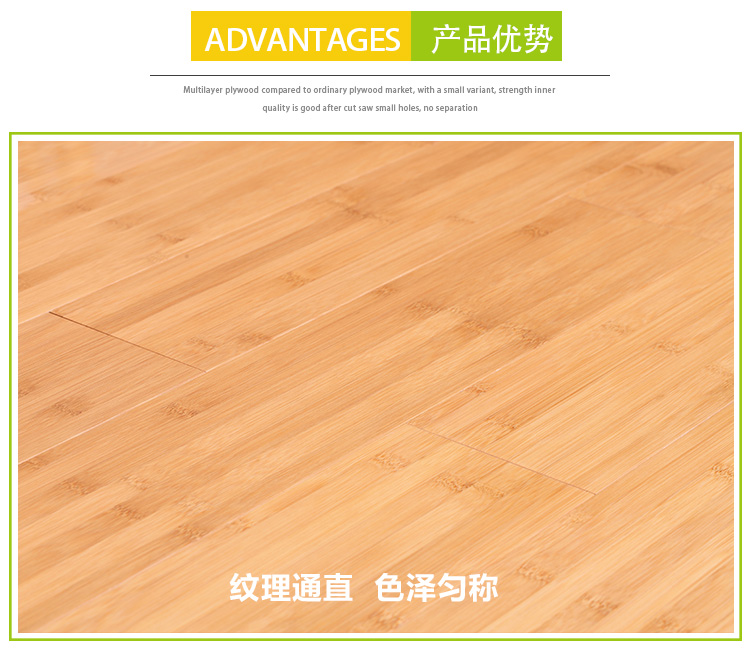 ADVANTAGES 产品优势
Multilayer plywood compared to ordinary plywood market, with a small variant, strength inner
quality is good after cut saw small holes, no separation
纹理通直 色泽匀称